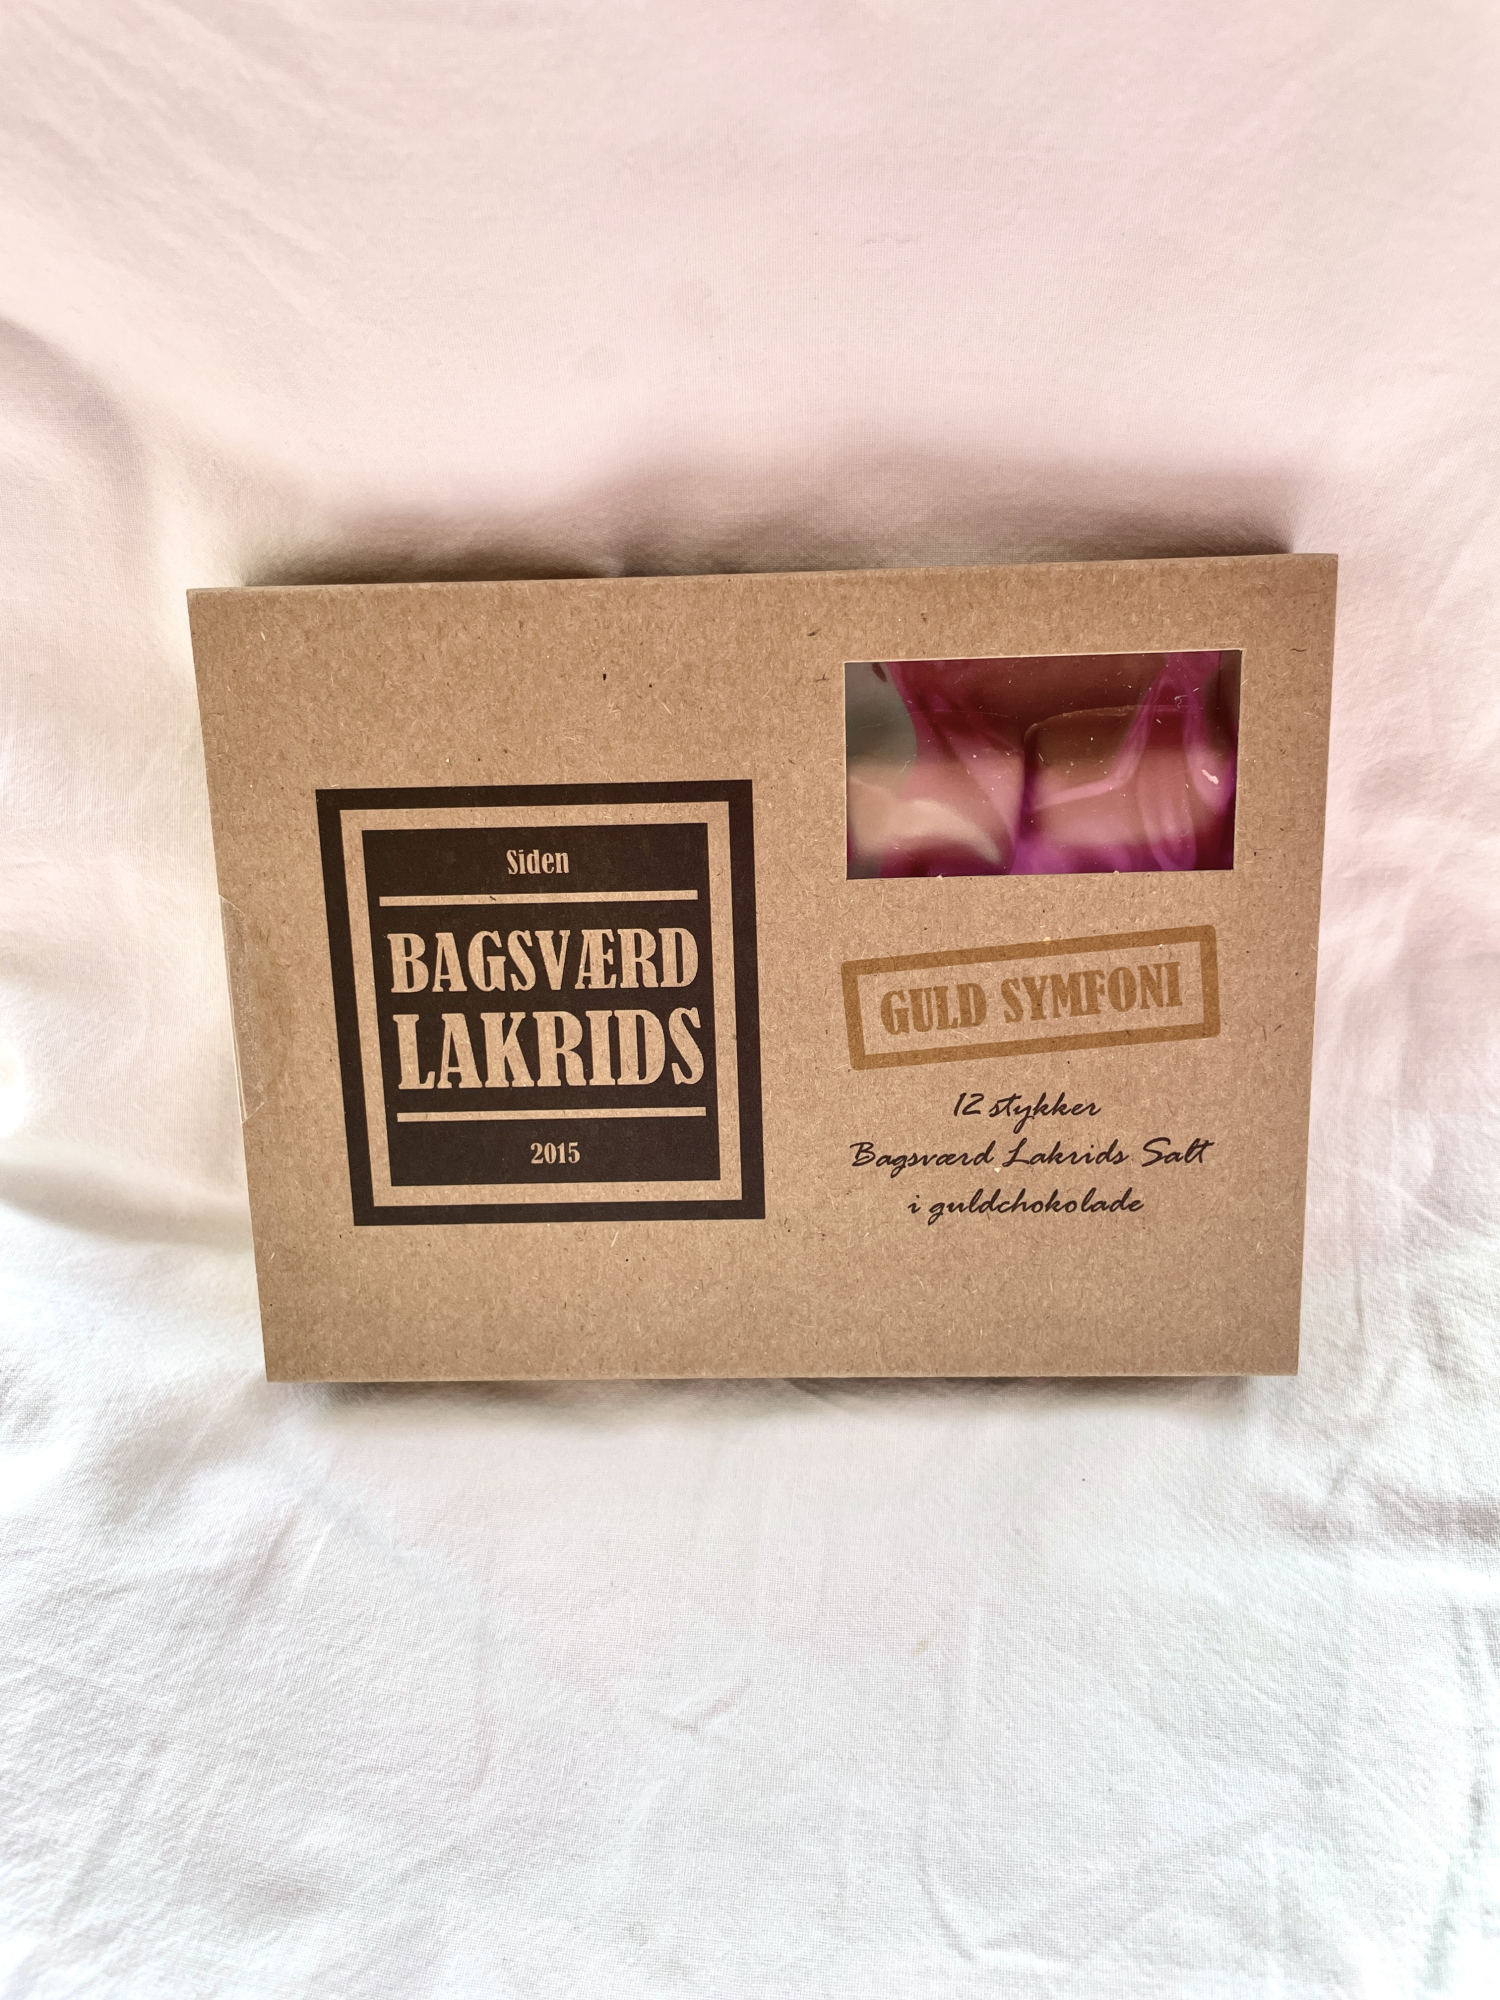 Siden
BAGSVÆRD
LAKRIDS
2015
GULD SYMFONI
12 stykker
Bagsværd Lakrids Salt
i guldchokolade